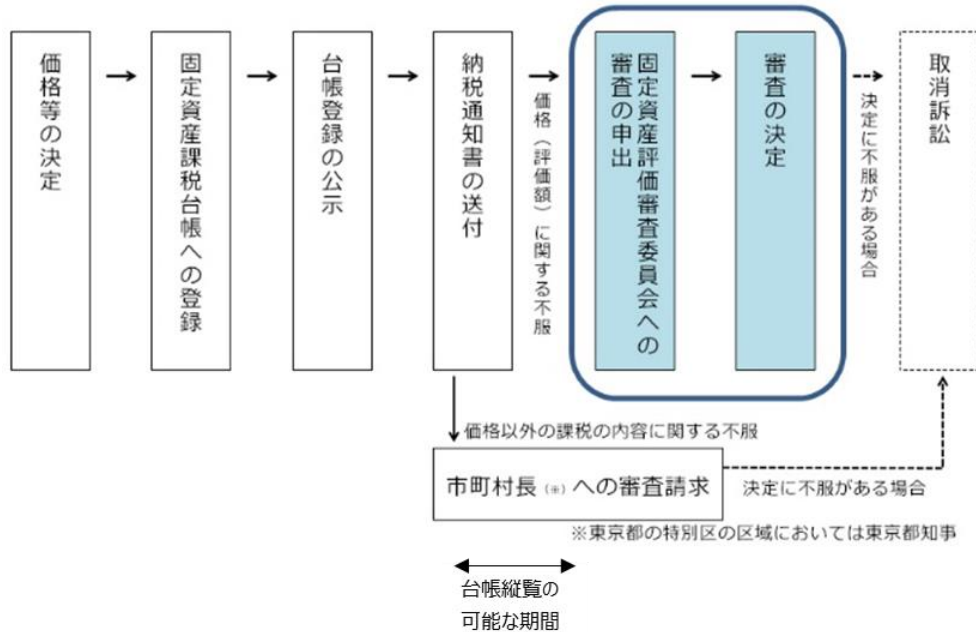 価格等の決定
固定資産課税台帳への登録
台帳登録の公示
納税通知書の送付
価格（評価額）に関する不服
固定資産評価審査委員会への
審査の申出
審査の決定
決定に不服がある場合
取消訴訟
価格以外の課税の内容に関する不服
市町村長（※）への審査請求
決定に不服がある場合
※東京都の特別区の区域においては東京都知事
台帳縦覧の
可能な期間